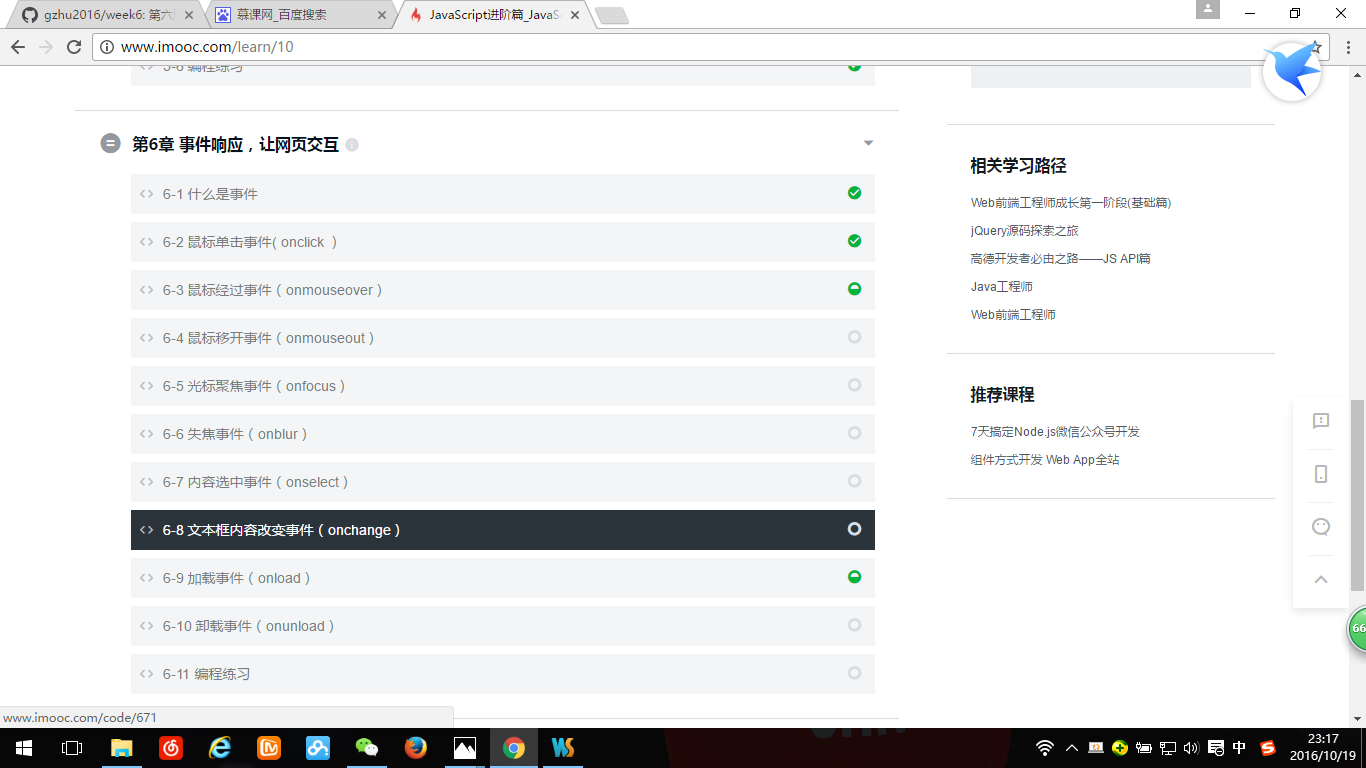 gzhu2016/week6: 第六
慕课网_百度搜索
JavaScript进阶篇_JavaS
www.imooc.com/learn/10
5-6 编程练习
第6章 事件响应，让网页交互
6-1 什么是事件
6-2 鼠标单击事件( onclick ）
6-3 鼠标经过事件（onmouseover）
6-4 鼠标移开事件（onmouseout）
6-5 光标聚焦事件（onfocus）
6-6 失焦事件（onblur）
6-7 内容选中事件（onselect）
6-8 文本框内容改变事件（onchange）
6-9 加载事件（onload）
6-10 卸载事件（onunload）
6-11 编程练习
相关学习路径
Web前端工程师成长第一阶段(基础篇)
jQuery源码探索之旅
高德开发者必由之路——JS API篇
Java工程师
Web前端工程师
推荐课程
7天搞定Node.js微信公众号开发
组件方式开发 Web App全站
66
www.imooc.com/code/671
中
23:17
2016/10/19